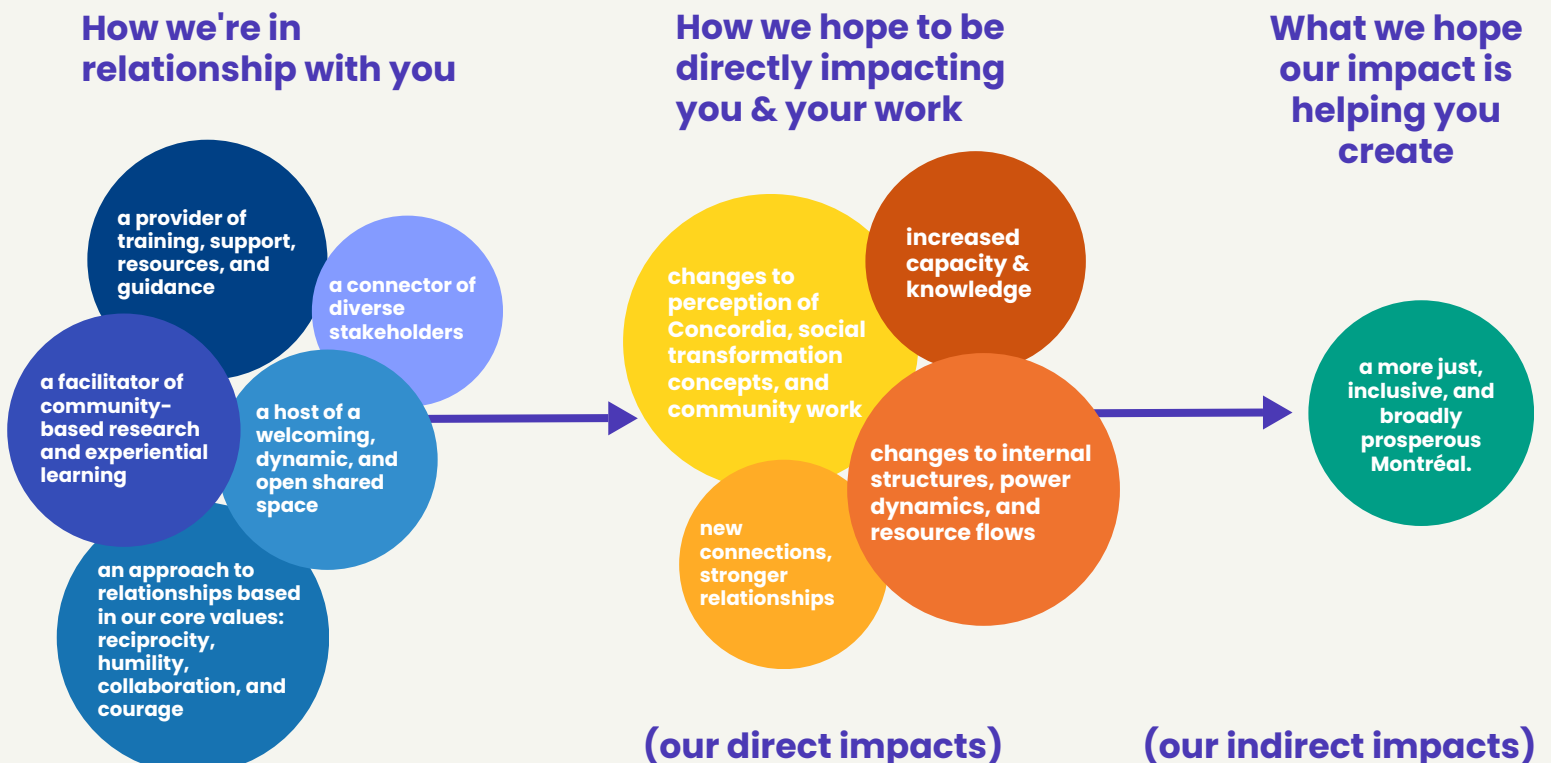 How we're in
relationship with you
a provider of
training, support,
resources, and
guidance
a connector of
diverse
stakeholders
a facilitator of
community-
based research
and experiential
learning
a host of a
welcoming,
dynamic, and
open shared
space
an approach to
relationships based
in our core values:
reciprocity,
humility,
collaboration, and
courage
How we hope to be
directly impacting
you & your work
changes to
perception of
Concordia, social
transformation
concepts, and
community work
increased
capacity &
knowledge
changes to internal
structures, power
dynamics, and
resource flows
new
connections,
stronger
relationships
(our direct impacts)
What we hope
our impact is
helping you
create
a more just,
inclusive, and
broadly
prosperous
Montréal.
(our indirect impacts)